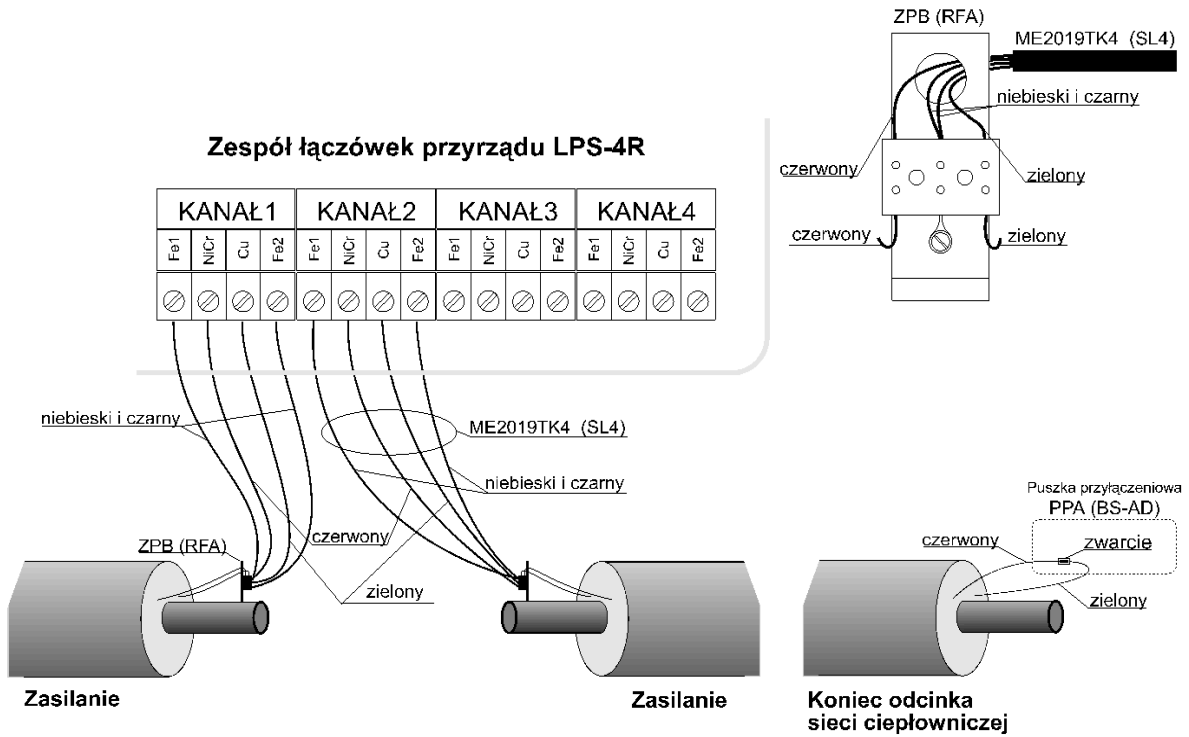 ZPB (RFA)
ME2019TK4 (SL4)
niebieski i czarny
czerwony
zielony
czerwony
zielony
Zespół łączówek przyrządu LPS-4R
KANAŁ1 KANAŁ2 KANAŁ3 KANAŁ4
Fe1 NiCr Cu Fe2 Fe1 NiCr Cu Fe2 Fe1 NiCr Cu Fe2 Fe1 NiCr Cu Fe2
niebieski i czarny
ME2019TK4 (SL4)
niebieski i czarny
czerwony
ZPB (RFA)
zielony
Zasilanie
Zasilanie
Puszka przyłączeniowa
PPA (BS-AD)
czerwony
zwarcie
zielony
Koniec odcinka
sieci ciepłowniczej